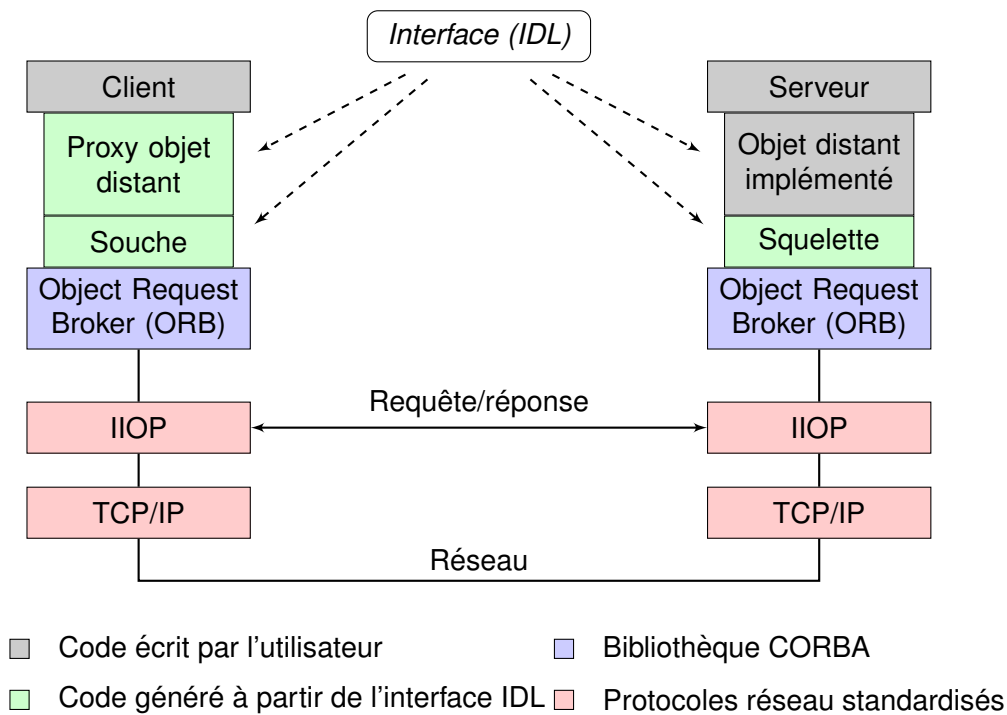 Interface (IDL)
Client
Serveur
Proxy objet
distant
Objet distant
implémenté
Souche
Squelette
Object Request
Broker (ORB)
Object Request
Broker (ORB)
Requête/réponse
IIOP
IIOP
TCP/IP
TCP/IP
Réseau
Code écrit par l'utilisateur
Bibliothèque CORBA
Code généré à partir de l'interface IDL
Protocoles réseau standardisés